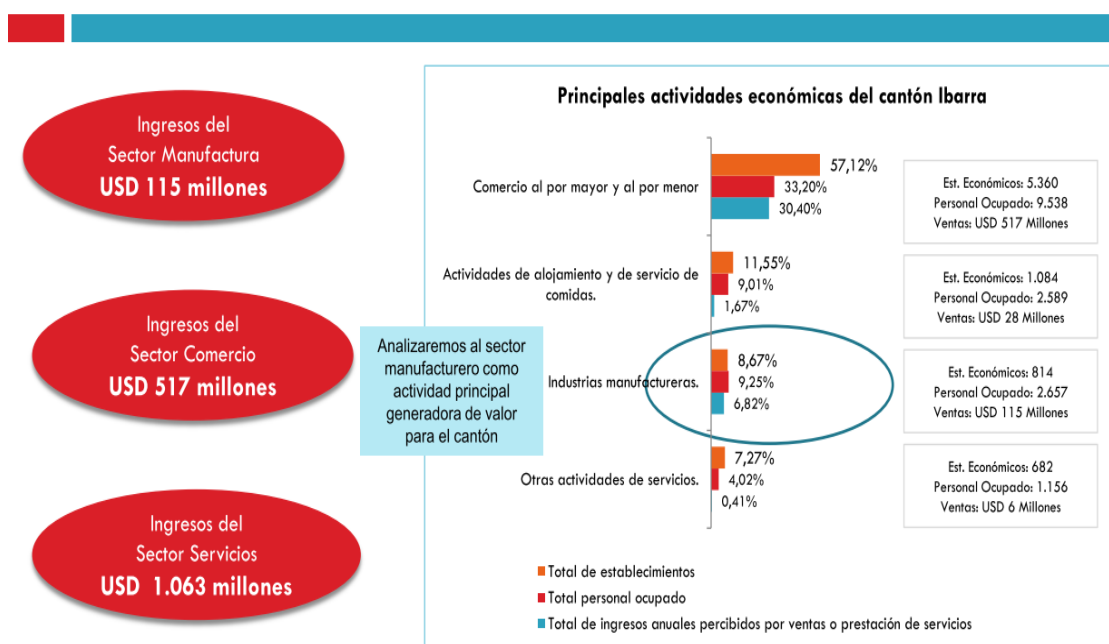 Ingresos del
Sector Manufactura
USD 115 millones
Ingresos del
Sector Comercio
USD 517 millones
Ingresos del
Sector Servicios
USD 1.063 millones
Analizaremos al sector
manufacturero como
actividad principal
generadora de valor
para el cantón
Principales actividades económicas del cantón Ibarra
Comercio al por mayor y al por menor
57,12%
33,20%
30,40%
Est. Económicos: 5.360
Personal Ocupado: 9.538
Ventas: USD 517 Millones
Actividades de alojamiento y de servicio de
comidas.
11,55%
9,01%
1,67%
Est. Económicos: 1.084
Personal Ocupado: 2.589
Ventas: USD 28 Millones
Industrias manufactureras.
8,67%
9,25%
6,82%
Est. Económicos: 814
Personal Ocupado: 2.657
Ventas: USD 115 Millones
Otras actividades de servicios.
7,27%
4,02%
0,41%
Est. Económicos: 682
Personal Ocupado: 1.156
Ventas: USD 6 Millones
Total de establecimientos
Total personal ocupado
Total de ingresos anuales percibidos por ventas o prestación de servicios